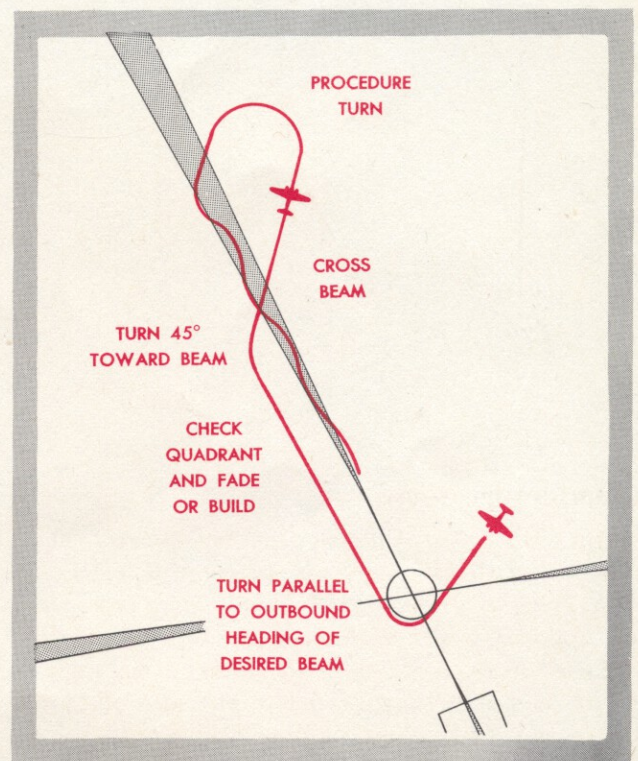 PROCEDURE
TURN
CROSS
BEAM
TURN 45°
TOWARD BEAM
CHECK
QUADRANT
AND FADE
OR BUILD
TURN PARALLEL
TO OUTBOUND
HEADING OF
DESIRED BEAM